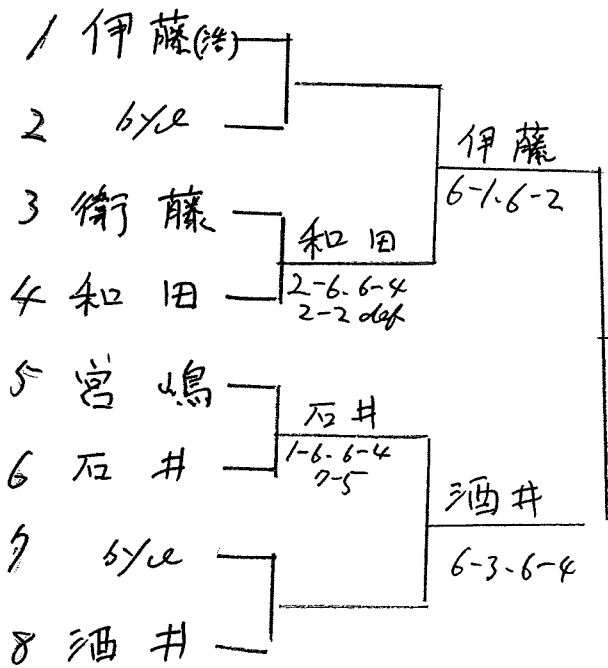 1 伊藤(浩)
2 bye
3 衛藤
4 和田
5 宮嶋
6 石井
7 bye
8 酒井
和田
2-6. 6-4
2-2 def
石井
1-6. 6-4
7-5
伊藤
6-1. 6-2
酒井
6-3. 6-4